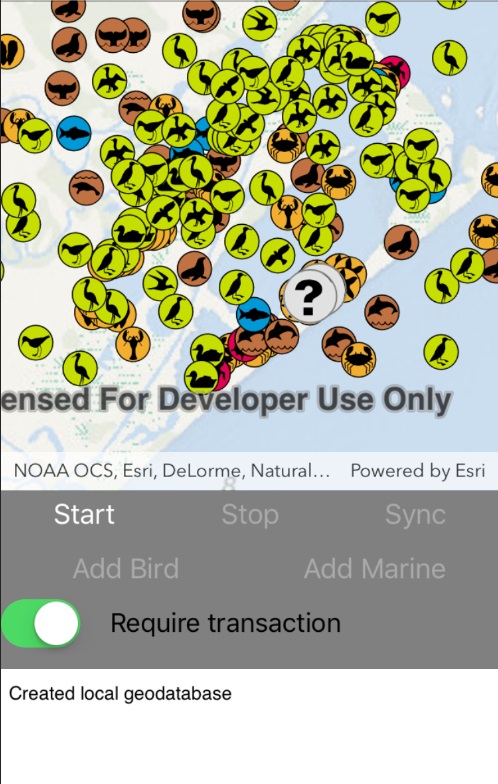 ?
ensed For Developer Use Only
NOAA OCS, Esri, DeLorme, Natural… Powered by Esri
Start Stop Sync
Add Bird Add Marine
Require transaction
Created local geodatabase